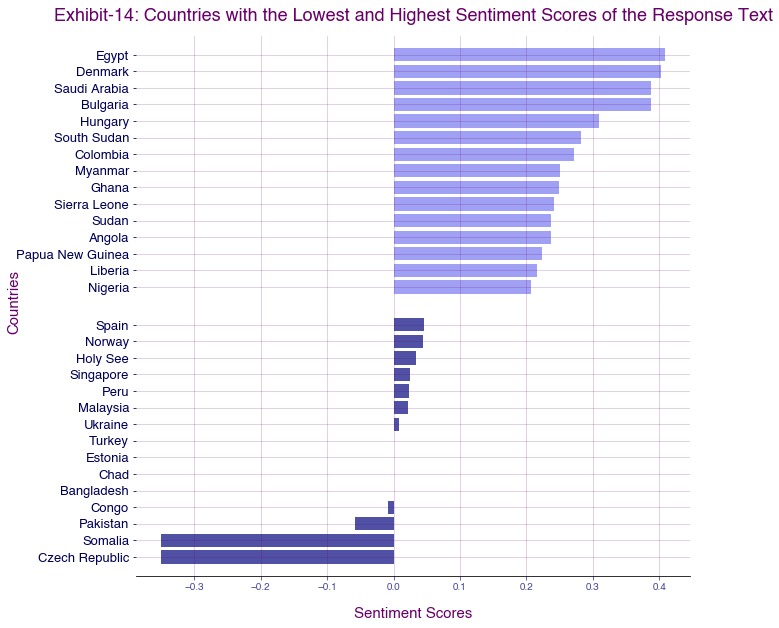 Exhibit-14: Countries with the Lowest and Highest Sentiment Scores of the Response Text
Egypt
Denmark
Saudi Arabia
Bulgaria
Hungary
South Sudan
Colombia
Myanmar
Ghana
Sierra Leone
Sudan
Angola
Papua New Guinea
Liberia
Nigeria
Countries
Spain
Norway
Holy See
Singapore
Peru
Malaysia
Ukraine
Turkey
Estonia
Chad
Bangladesh
Congo
Pakistan
Somalia
Czech Republic
−0.3 −0.2 −0.1 0.0 0.1 0.2 0.3 0.4
Sentiment Scores